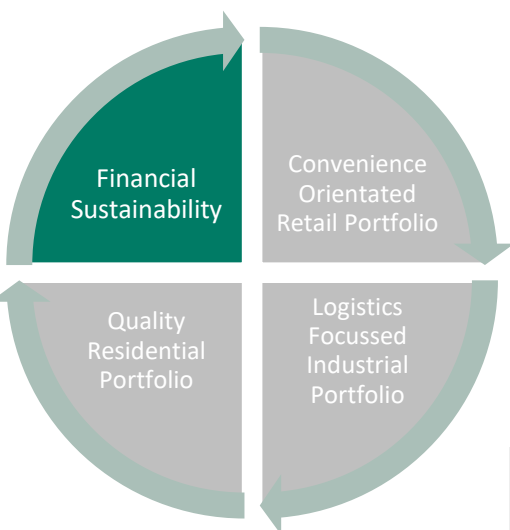 Financial
Sustainability
Convenience
Orientated
Retail Portfolio
Quality
Residential
Portfolio
Logistics
Focussed
Industrial
Portfolio